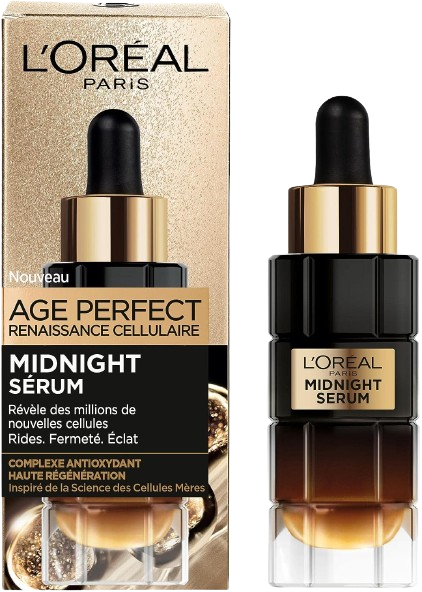 L'ORÉAL
PARIS
Nouveau
AGE PERFECT
RENAISSANCE CELLULAIRE
MIDNIGHT
SÉRUM
Révèle des millions de
nouvelles cellules
Rides. Fermeté. Éclat
COMPLEXE ANTIOXYDANT
HAUTE RÉGÉNÉRATION
Inspiré de la Science des Cellules Mères
L'ORÉAL
PARIS
MIDNIGHT
SERUM